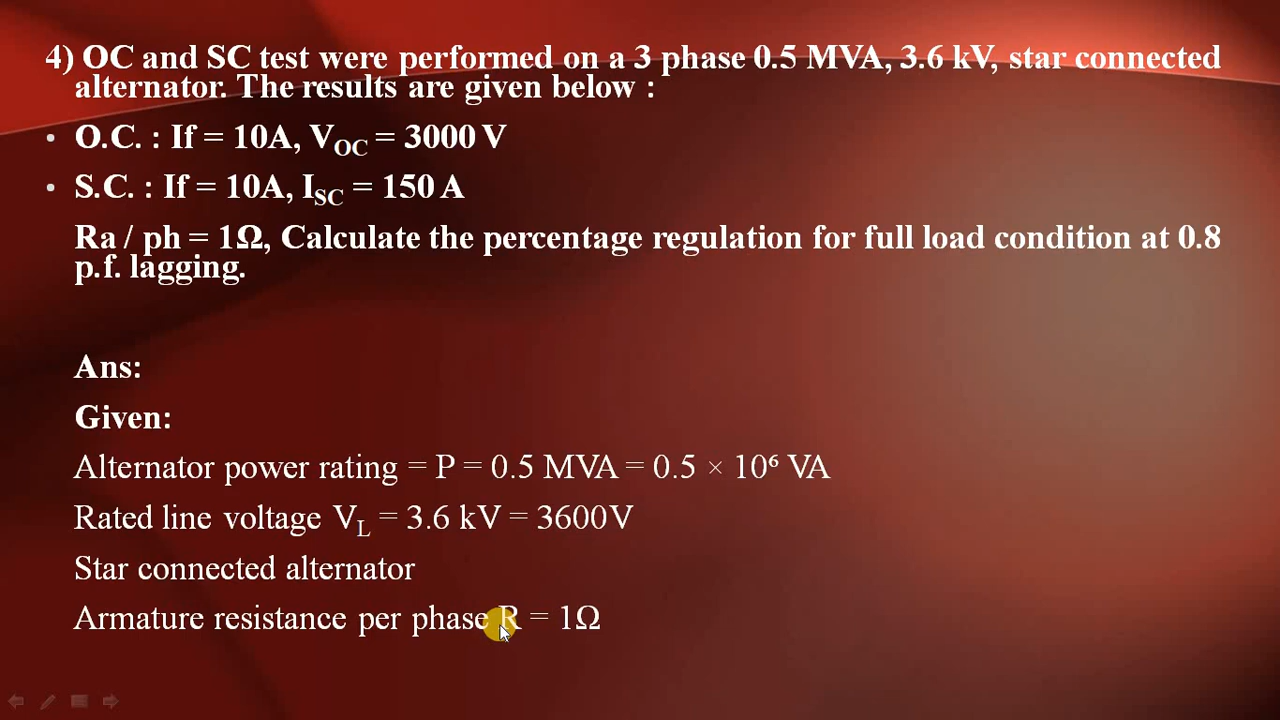 4) OC and SC test were performed on a 3 phase 0.5 MVA, 3.6 kV, star connected
alternator. The results are given below :
• O.C. : If = 10A, VOC = 3000 V
• S.C. : If = 10A, ISC = 150 A
Ra / ph = 1Ω, Calculate the percentage regulation for full load condition at 0.8
p.f. lagging.
Ans:
Given:
Alternator power rating = P = 0.5 MVA = 0.5 × 10⁶ VA
Rated line voltage VL = 3.6 kV = 3600V
Star connected alternator
Armature resistance per phase R = 1Ω